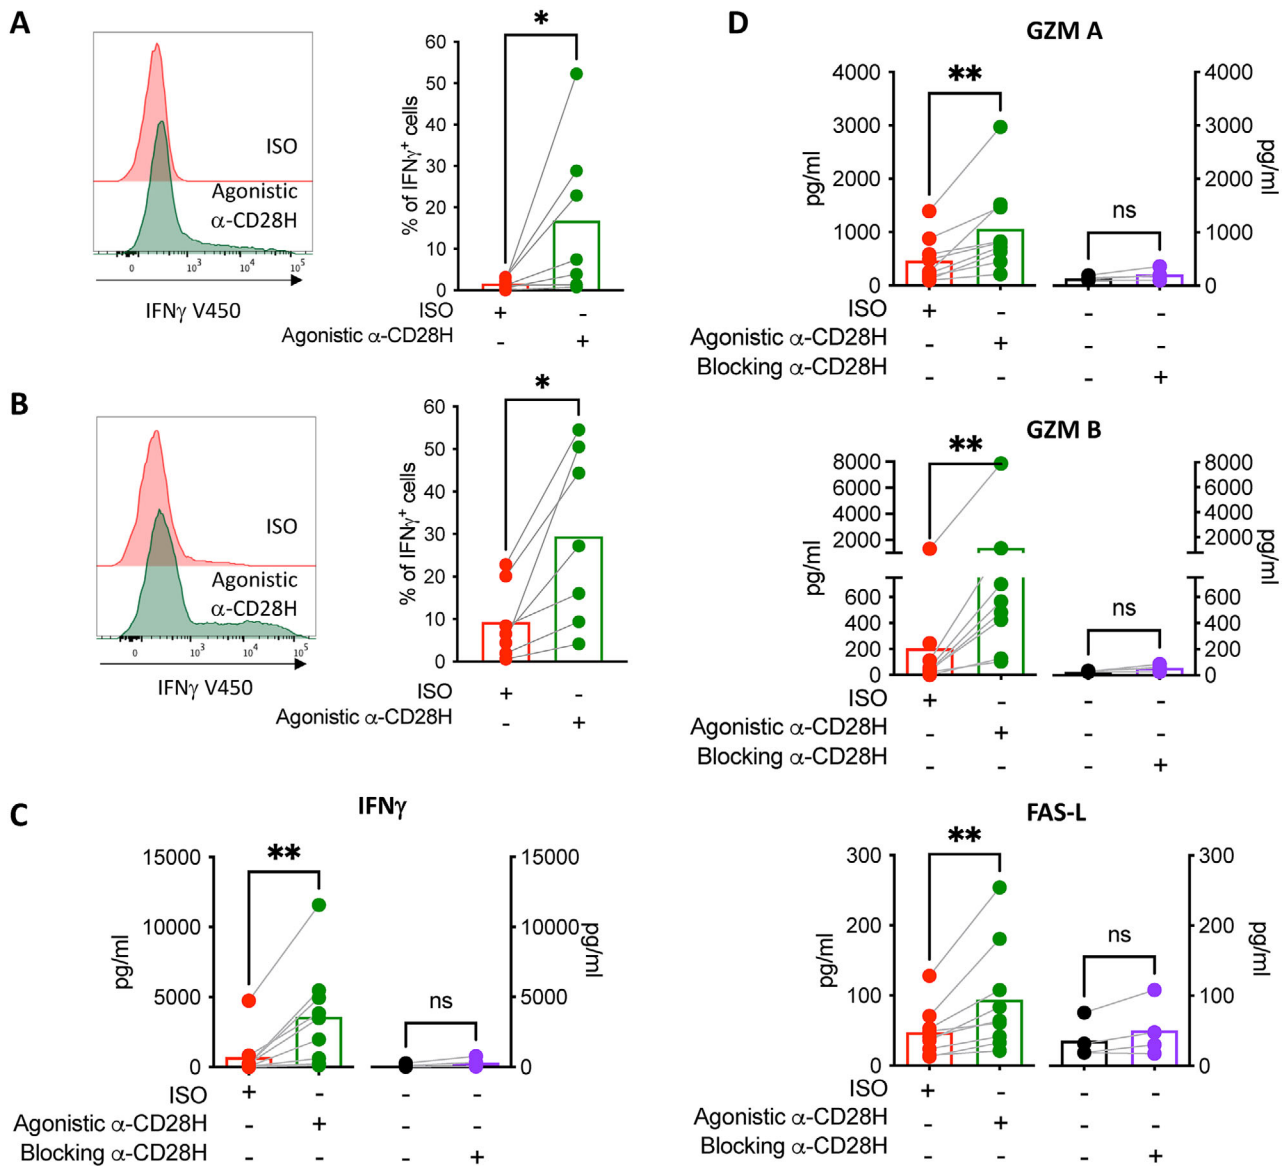 A
ISO
Agonistic
α-CD28H
0
10³
10⁴
10⁵
IFNγ V450
*
% of IFNγ⁺ cells
60
50
40
30
20
10
0
ISO + -
Agonistic α-CD28H - +
B
ISO
Agonistic
α-CD28H
0
10³
10⁴
10⁵
IFNγ V450
*
% of IFNγ⁺ cells
60
50
40
30
20
10
0
ISO + -
Agonistic α-CD28H - +
C
IFNγ
pg/ml
15000
10000
5000
0
**
ns
15000
10000
5000
0
pg/ml
ISO + - - -
Agonistic α-CD28H - + - -
Blocking α-CD28H - - - +
D
GZM A
pg/ml
4000
3000
2000
1000
0
**
ns
4000
3000
2000
1000
0
pg/ml
ISO + - - -
Agonistic α-CD28H - + - -
Blocking α-CD28H - - - +
GZM B
pg/ml
8000
6000
4000
2000
600
400
200
0
**
ns
8000
6000
4000
2000
600
400
200
0
pg/ml
ISO + - - -
Agonistic α-CD28H - + - -
Blocking α-CD28H - - - +
FAS-L
pg/ml
300
200
100
0
**
ns
300
200
100
0
pg/ml
ISO + - - -
Agonistic α-CD28H - + - -
Blocking α-CD28H - - - +